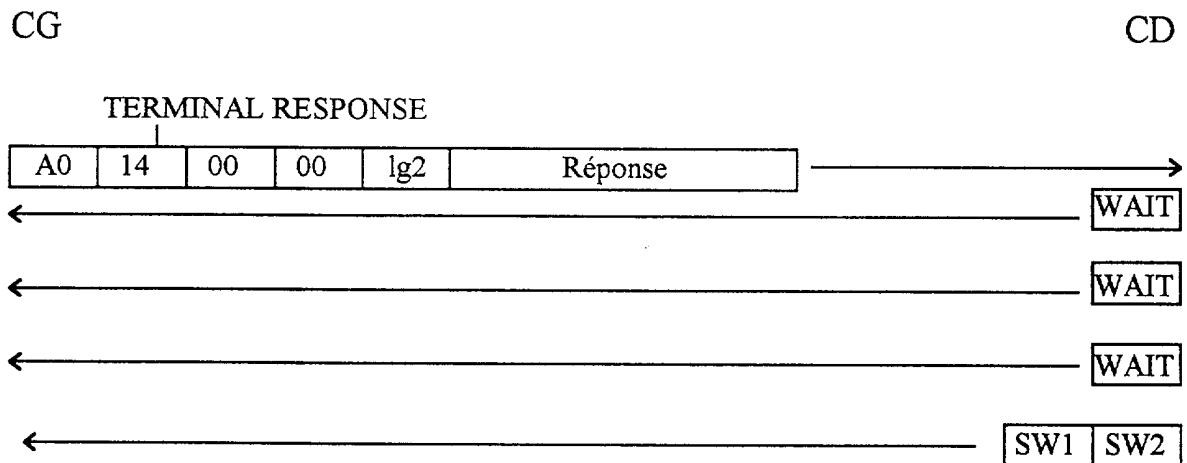 CG CD
TERMINAL RESPONSE
A0 14 00 00 lg2 Réponse
WAIT
WAIT
WAIT
SW1 SW2